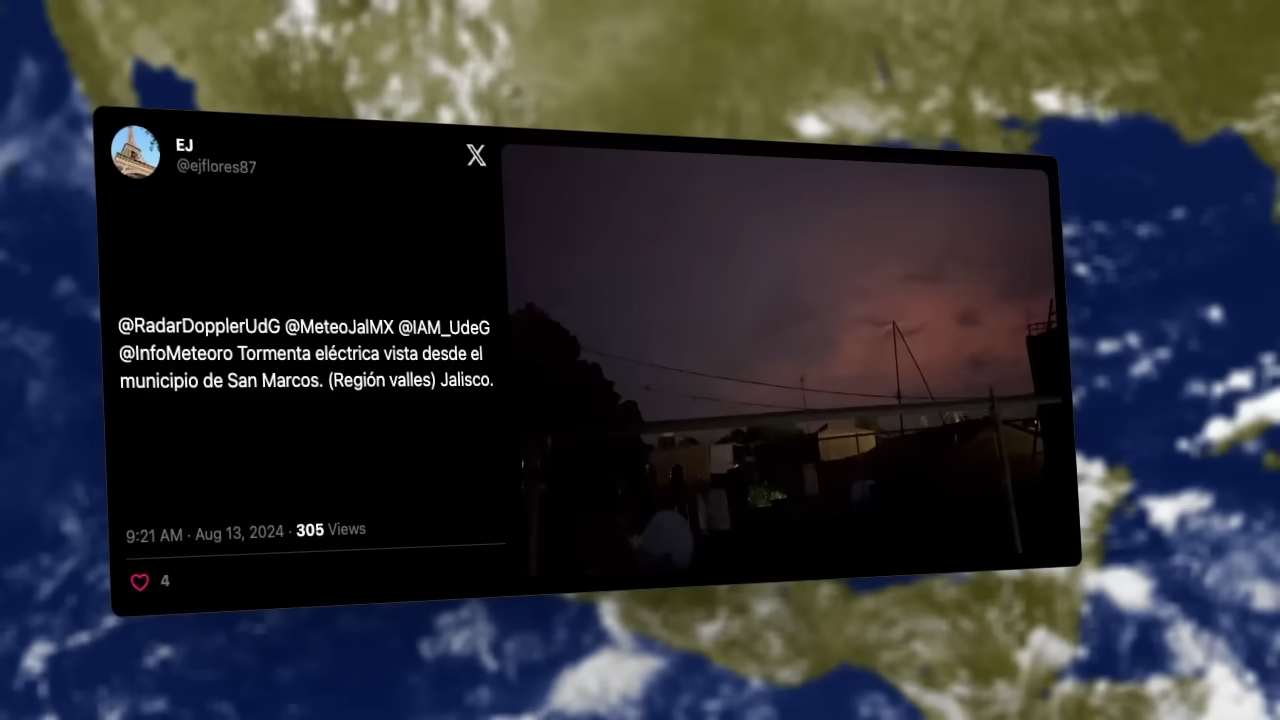 EJ
@ejflores87
@RadarDopplerUdG @MeteoJalMX @IAM_UdeG
@InfoMeteoro Tormenta eléctrica vista desde el
municipio de San Marcos. (Región valles) Jalisco.
9:21 AM · Aug 13, 2024 · 305 Views
4